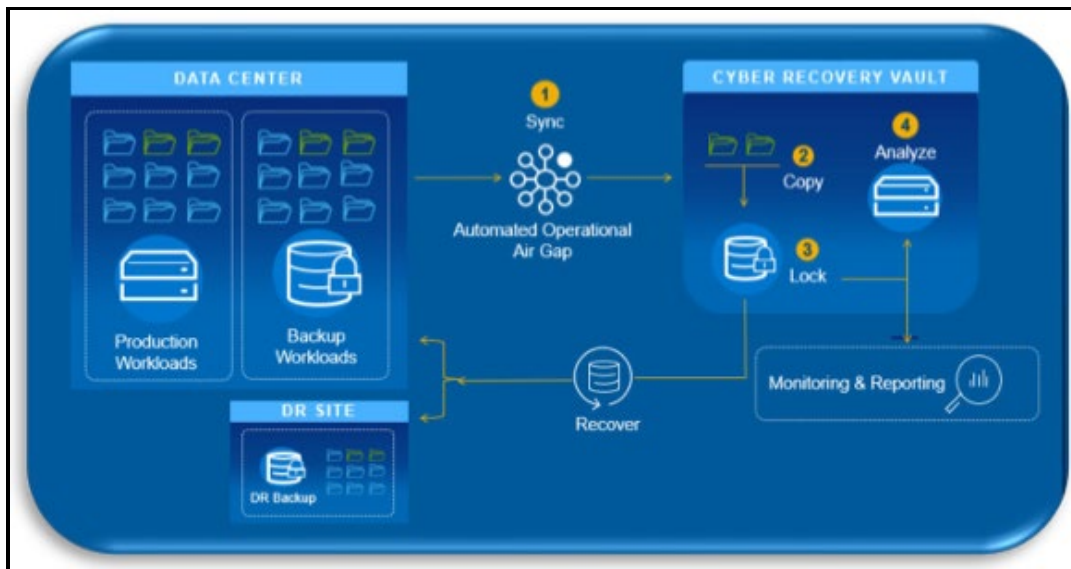 DATA CENTER
Production
Workloads
Backup
Workloads
1
Sync
Automated Operational
Air Gap
CYBER RECOVERY VAULT
2
Copy
3
Lock
4
Analyze
Monitoring & Reporting
Recover
DR SITE
DR Backup